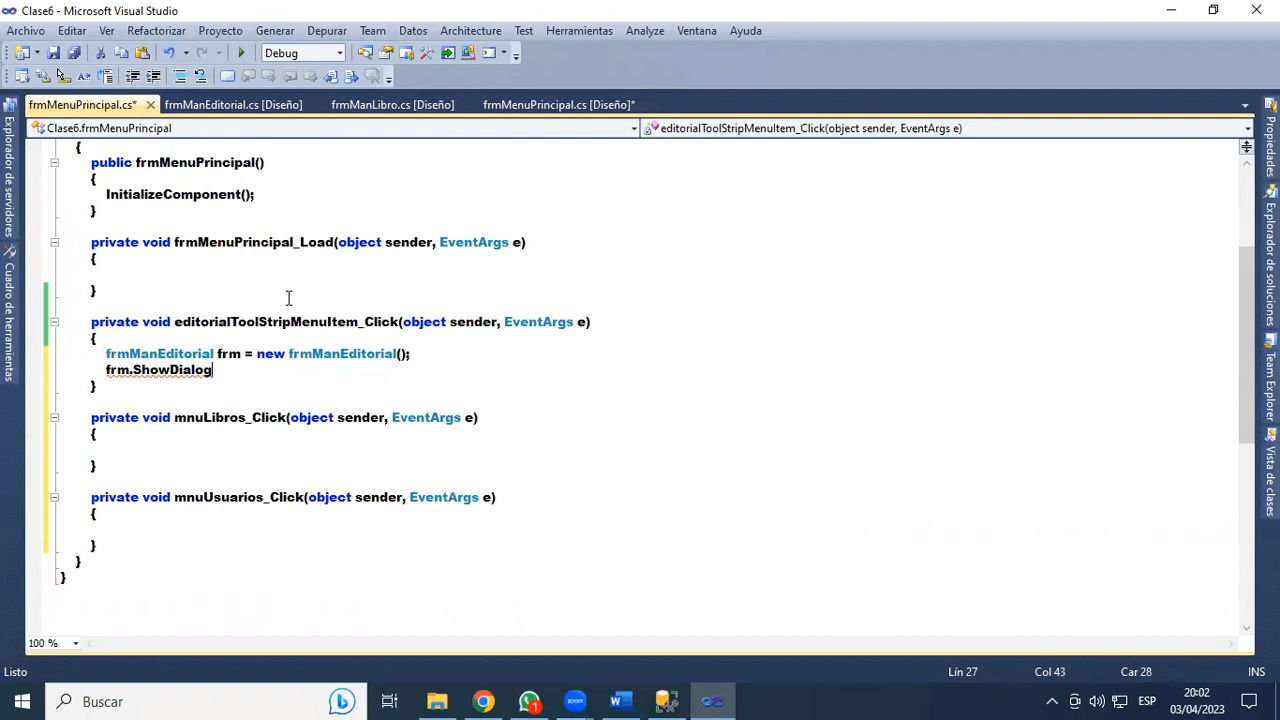 Clase6 - Microsoft Visual Studio
Archivo Editar Ver Refactorizar Proyecto Generar Depurar Team Datos Architecture Test Herramientas Analyze Ventana Ayuda
Debug
frmMenuPrincipal.cs* frmManEditorial.cs [Diseño] frmManLibro.cs [Diseño] frmMenuPrincipal.cs [Diseño]*
Clase6.frmMenuPrincipal editorialToolStripMenuItem_Click(object sender, EventArgs e)
{
public frmMenuPrincipal()
{
InitializeComponent();
}
private void frmMenuPrincipal_Load(object sender, EventArgs e)
{
}
private void editorialToolStripMenuItem_Click(object sender, EventArgs e)
{
frmManEditorial frm = new frmManEditorial();
frm.ShowDialog
}
private void mnuLibros_Click(object sender, EventArgs e)
{
}
private void mnuUsuarios_Click(object sender, EventArgs e)
{
}
}
}
100 %
Explorador de servidores
Cuadro de herramientas
Propiedades
Explorador de soluciones
Team Explorer
Vista de clases
Listo Lín 27 Col 43 Car 28 INS
Buscar
1
zoom
ESP
20:02
03/04/2023